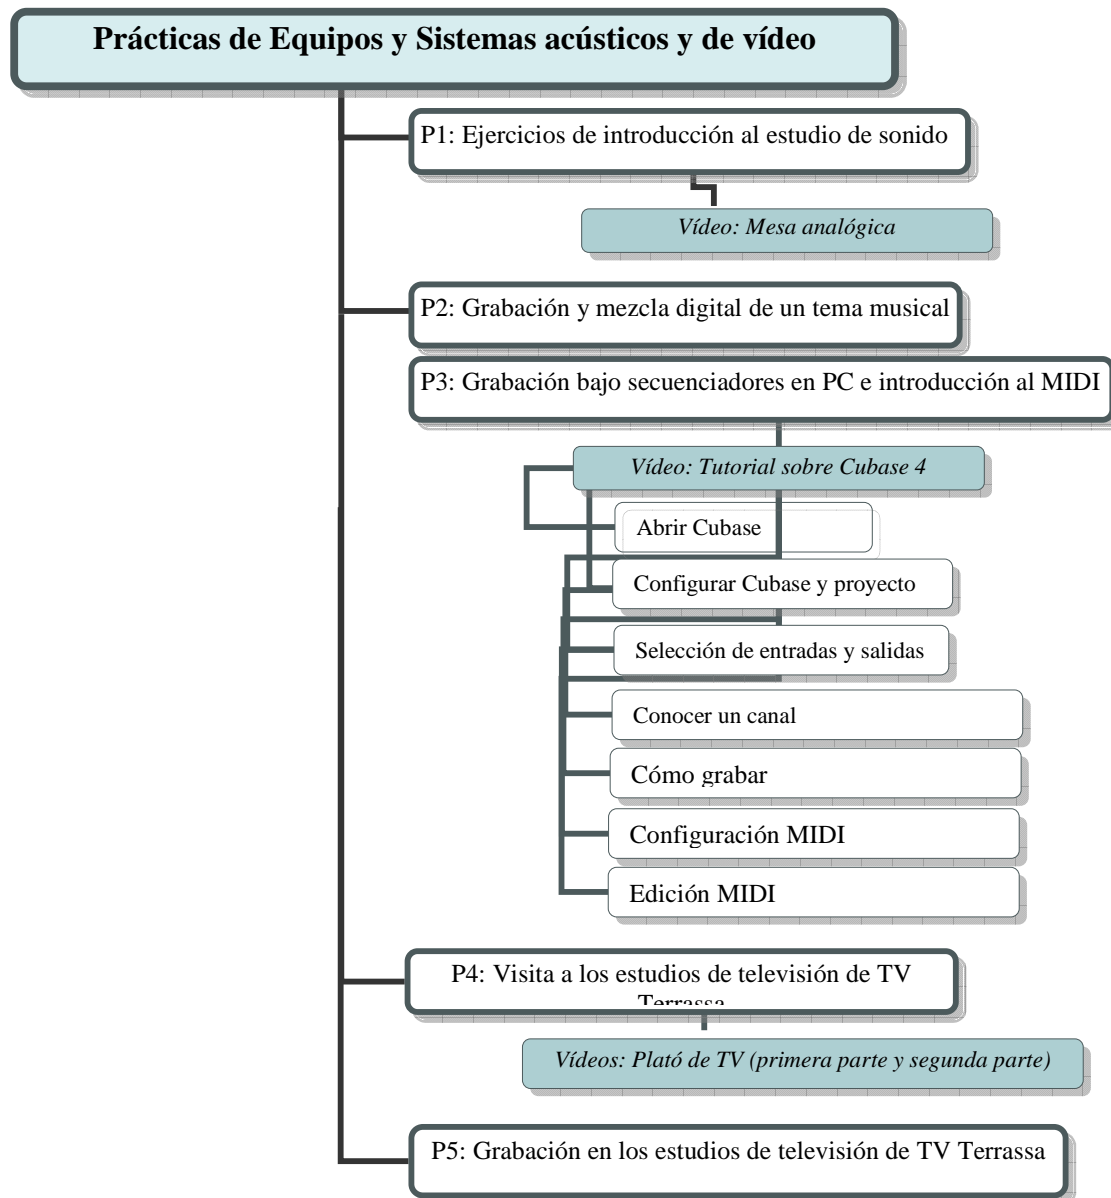 Prácticas de Equipos y Sistemas acústicos y de vídeo
P1: Ejercicios de introducción al estudio de sonido
Vídeo: Mesa analógica
P2: Grabación y mezcla digital de un tema musical
P3: Grabación bajo secuenciadores en PC e introducción al MIDI
Vídeo: Tutorial sobre Cubase 4
Abrir Cubase
Configurar Cubase y proyecto
Selección de entradas y salidas
Conocer un canal
Cómo grabar
Configuración MIDI
Edición MIDI
P4: Visita a los estudios de televisión de TV
Terrassa
Vídeos: Plató de TV (primera parte y segunda parte)
P5: Grabación en los estudios de televisión de TV Terrassa